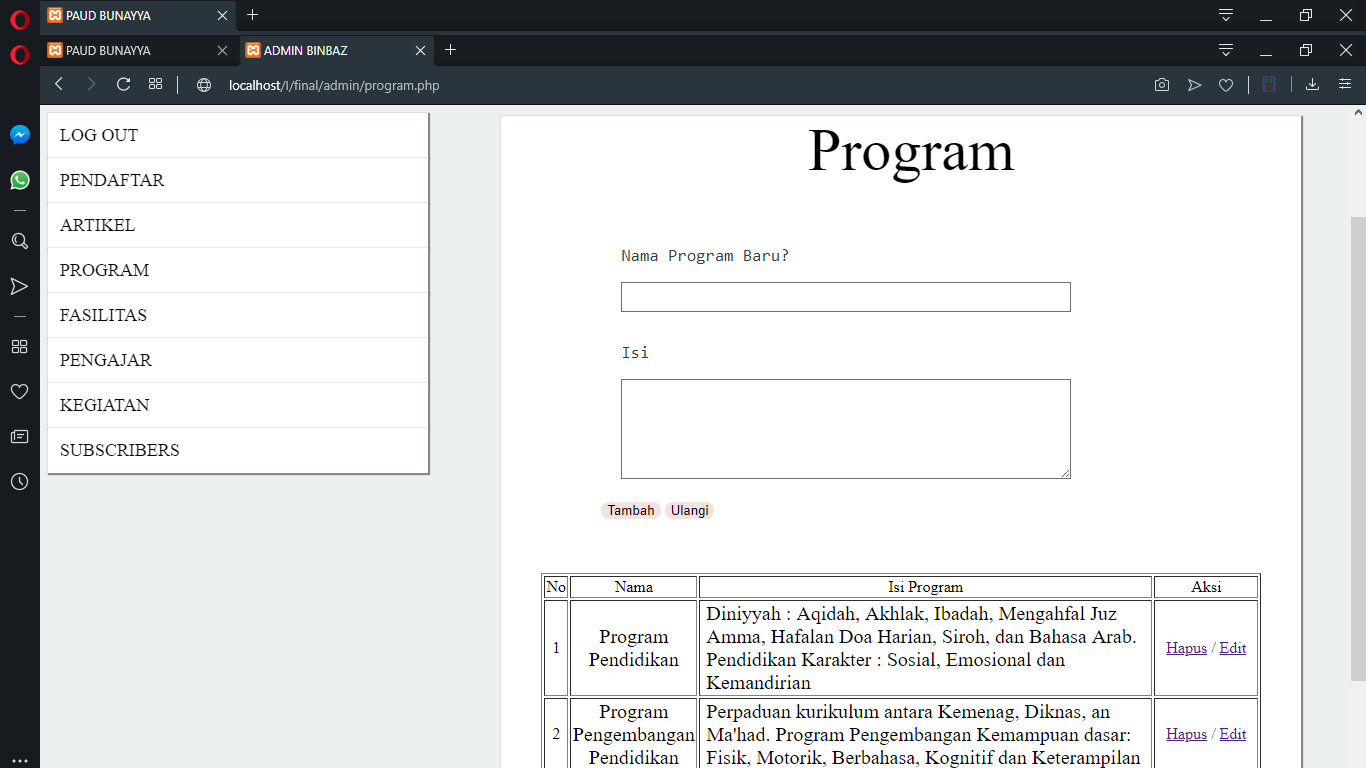 PAUD BUNAYYA
PAUD BUNAYYA
ADMIN BINBAZ
localhost/I/final/admin/program.php
LOG OUT
PENDAFTAR
ARTIKEL
PROGRAM
FASILITAS
PENGAJAR
KEGIATAN
SUBSCRIBERS
Program
Nama Program Baru?
Isi
Tambah Ulangi
No Nama Isi Program Aksi
1
Program
Pendidikan
Diniyyah : Aqidah, Akhlak, Ibadah, Mengahfal Juz
Amma, Hafalan Doa Harian, Siroh, dan Bahasa Arab.
Pendidikan Karakter : Sosial, Emosional dan
Kemandirian
Hapus / Edit
2
Program
Pengembangan
Pendidikan
Perpaduan kurikulum antara Kemenag, Diknas, an
Ma'had. Program Pengembangan Kemampuan dasar:
Fisik, Motorik, Berbahasa, Kognitif dan Keterampilan
Hapus / Edit